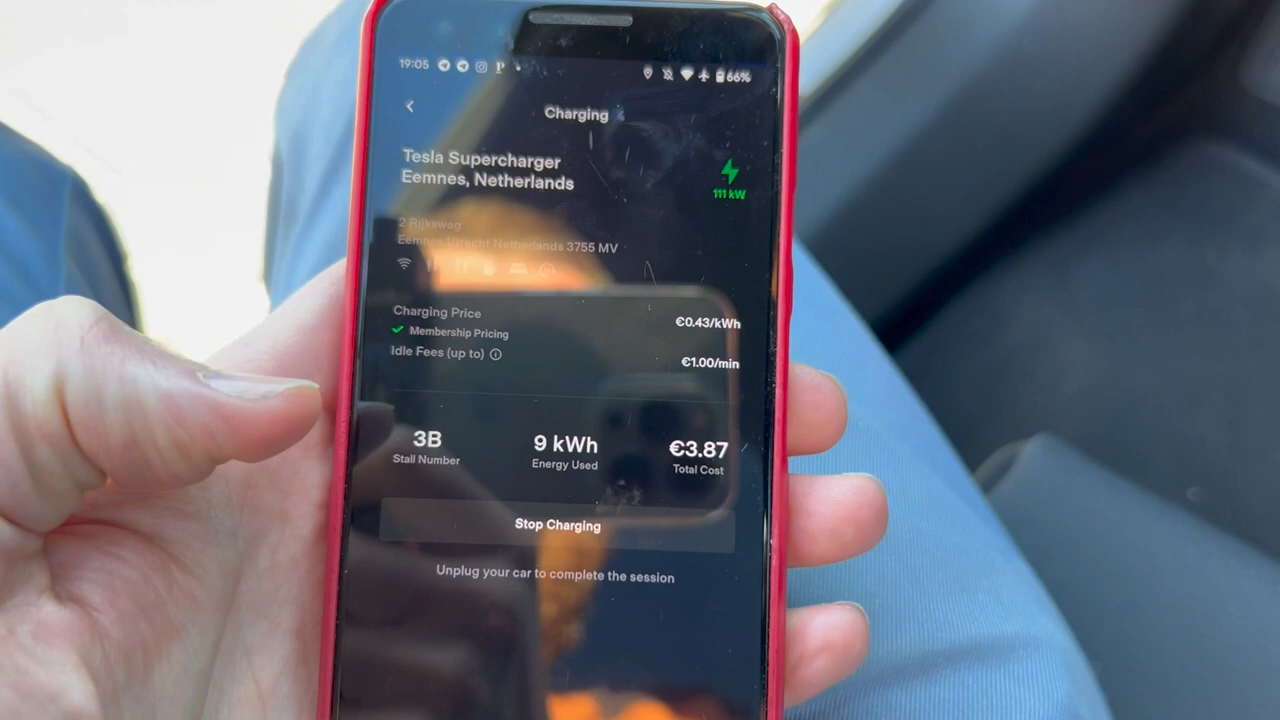 19:05
66%
Charging
Tesla Supercharger
Eemnes, Netherlands
111 kW
2 Rijksweg
Eemnes Utrecht Netherlands 3755 MV
Charging Price
€0.43/kWh
Membership Pricing
Idle Fees (up to)
€1.00/min
3B
9 kWh
€3.87
Stall Number
Energy Used
Total Cost
Stop Charging
Unplug your car to complete the session